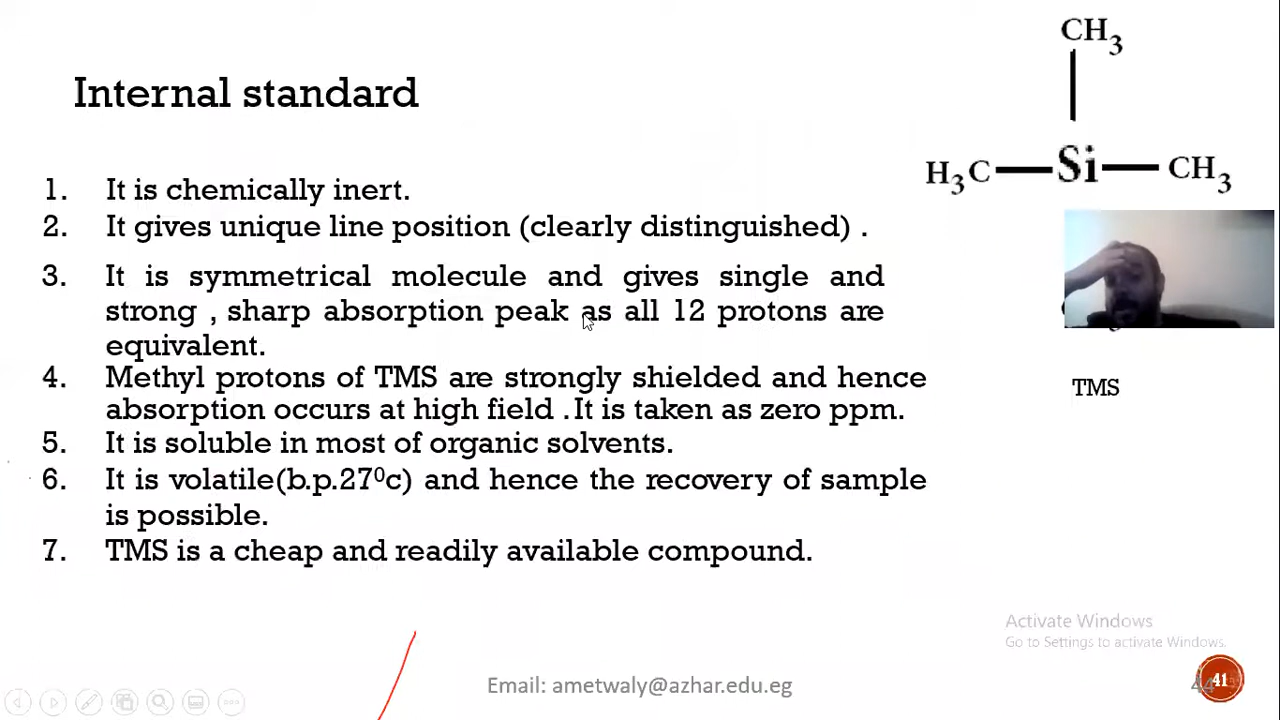 CH3
Internal standard
H3C Si CH3
1. It is chemically inert.
2. It gives unique line position (clearly distinguished) .
3. It is symmetrical molecule and gives single and
strong , sharp absorption peak as all 12 protons are
equivalent.
4. Methyl protons of TMS are strongly shielded and hence
absorption occurs at high field .It is taken as zero ppm.
TMS
5. It is soluble in most of organic solvents.
6. It is volatile(b.p.27⁰c) and hence the recovery of sample
is possible.
7. TMS is a cheap and readily available compound.
Activate Windows
Go to Settings to activate Windows.
Email: ametwaly@azhar.edu.eg
41